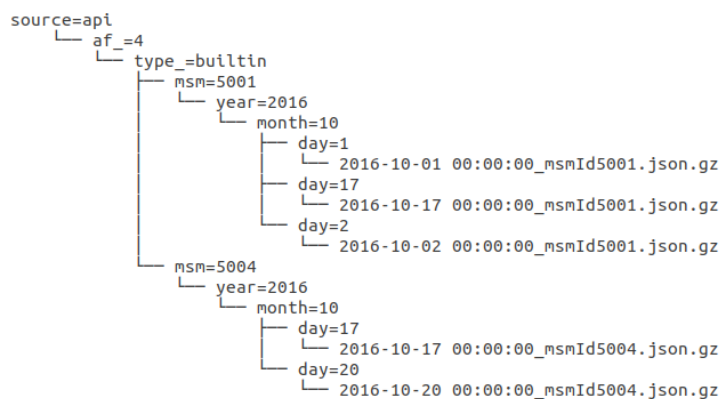 source=api
└── af_=4
└── type_=builtin
├── msm=5001
│ └── year=2016
│ └── month=10
│ ├── day=1
│ │ └── 2016-10-01 00:00:00_msmId5001.json.gz
│ ├── day=17
│ │ └── 2016-10-17 00:00:00_msmId5001.json.gz
│ └── day=2
│ └── 2016-10-02 00:00:00_msmId5001.json.gz
└── msm=5004
└── year=2016
└── month=10
├── day=17
│ └── 2016-10-17 00:00:00_msmId5004.json.gz
└── day=20
└── 2016-10-20 00:00:00_msmId5004.json.gz